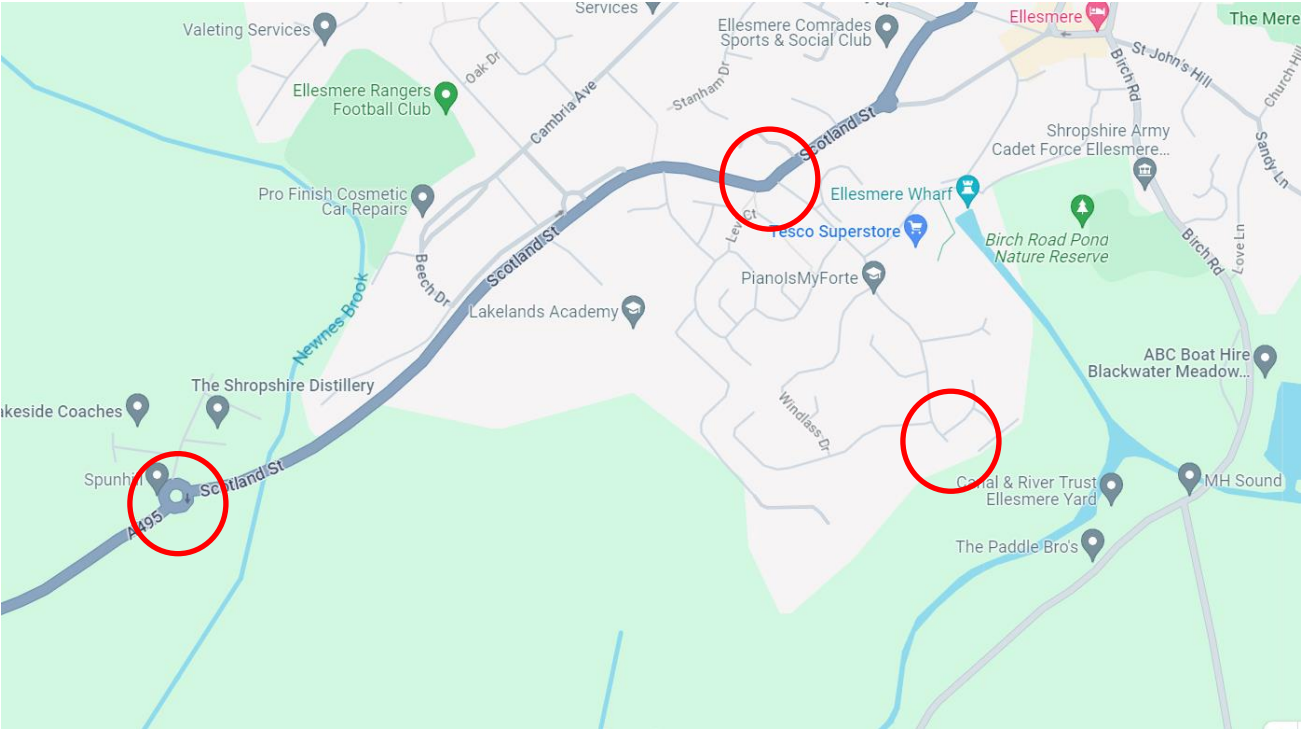 Services
Valeting Services
Ellesmere Comrades
Sports & Social Club
Ellesmere
The Mere
St John's Hill
Church Hill
Oak Dr
Ellesmere Rangers
Football Club
Stanham Dr
Birch Rd
Cambria Ave
Scotland St
Shropshire Army
Cadet Force Ellesmere...
Sandy Ln
Pro Finish Cosmetic
Car Repairs
Ellesmere Wharf
Tesco Superstore
Birch Road Pond
Nature Reserve
Birch Rd
Love Ln
Scotland St
Beech Dr
PianoIsMyForte
Lakelands Academy
Newnes Brook
ABC Boat Hire
Blackwater Meadow...
The Shropshire Distillery
akeside Coaches
Windlass Dr
Spunhill
Scotland St
A495
Canal & River Trust
Ellesmere Yard
MH Sound
The Paddle Bro's